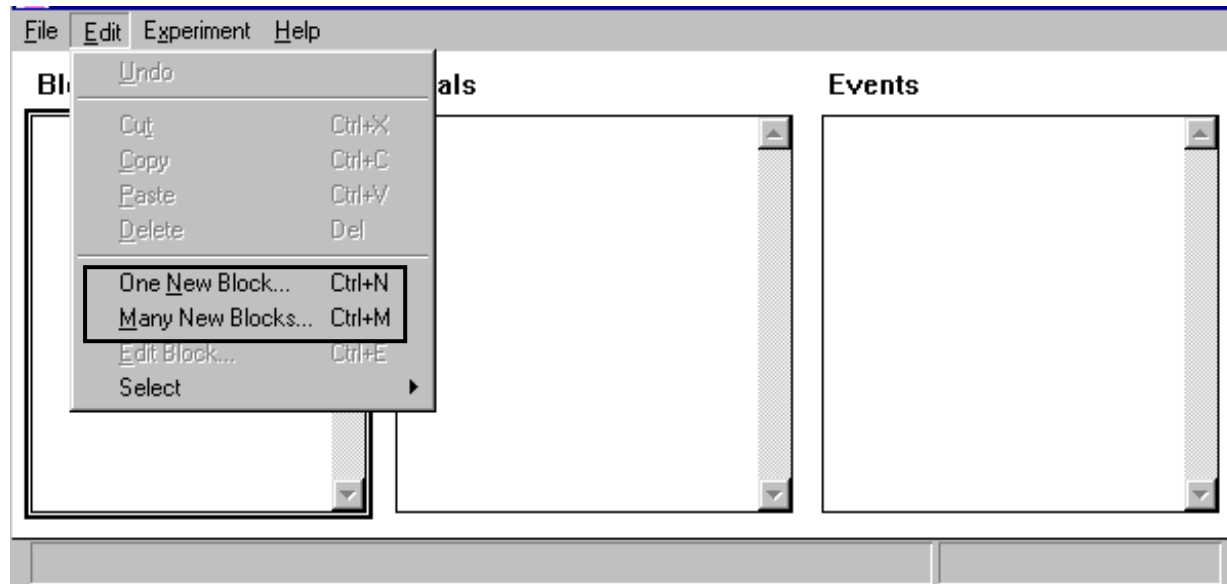 File Edit Experiment Help
Undo
Bl als Events
Cut Ctrl+X
Copy Ctrl+C
Paste Ctrl+V
Delete Del
One New Block... Ctrl+N
Many New Blocks... Ctrl+M
Edit Block... Ctrl+E
Select